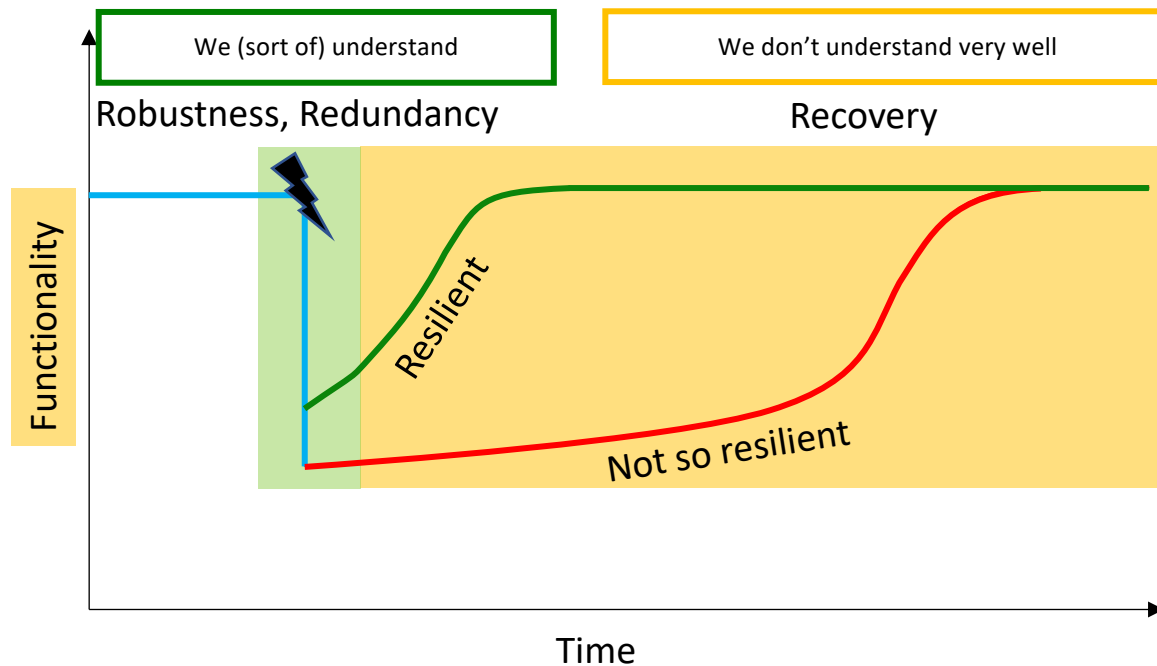 We (sort of) understand
We don’t understand very well
Robustness, Redundancy
Recovery
Functionality
Resilient
Not so resilient
Time